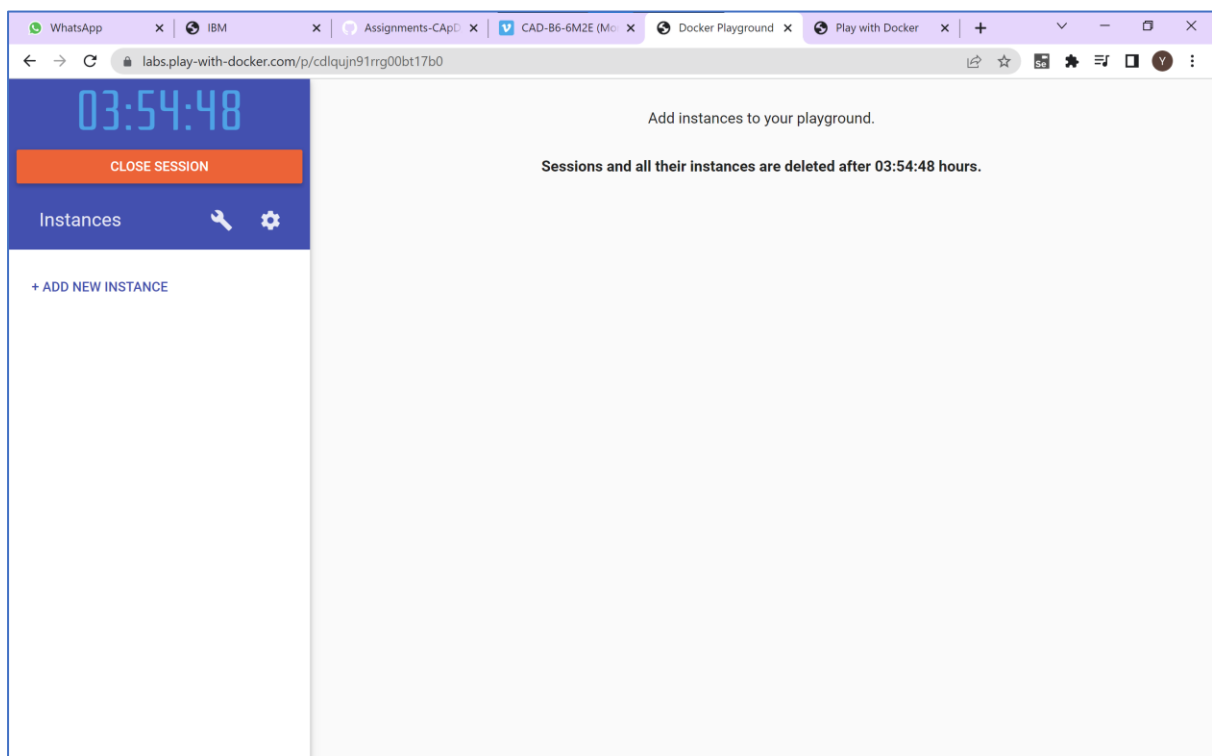 WhatsApp
IBM
Assignments-CApD
CAD-B6-6M2E (Mo
Docker Playground
Play with Docker
labs.play-with-docker.com/p/cdlqujn91rrg00bt17b0
Se
Y
03:54:48
CLOSE SESSION
Instances
+ ADD NEW INSTANCE
Add instances to your playground.
Sessions and all their instances are deleted after 03:54:48 hours.